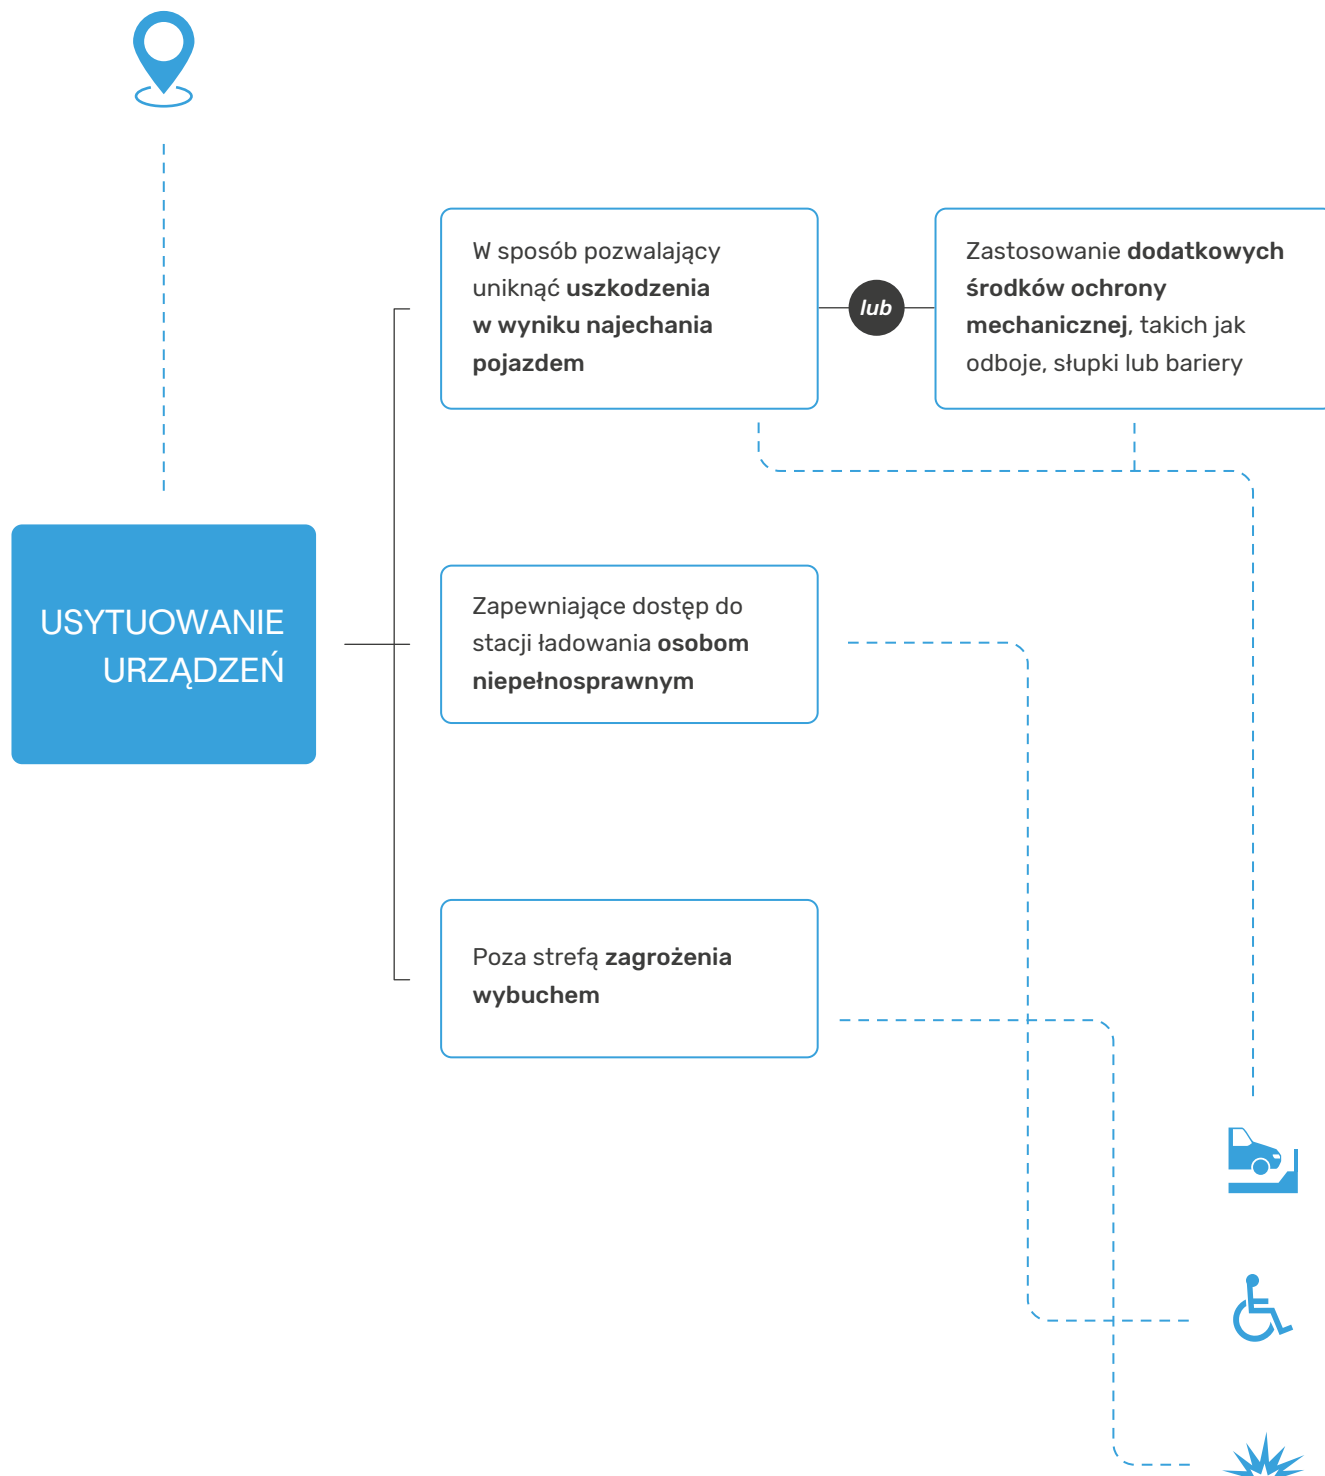 W sposób pozwalający
uniknąć uszkodzenia
w wyniku najechania
pojazdem
lub
Zastosowanie dodatkowych
środków ochrony
mechanicznej, takich jak
odboje, słupki lub bariery
USYTUOWANIE
URZĄDZEŃ
Zapewniające dostęp do
stacji ładowania osobom
niepełnosprawnym
Poza strefą zagrożenia
wybuchem